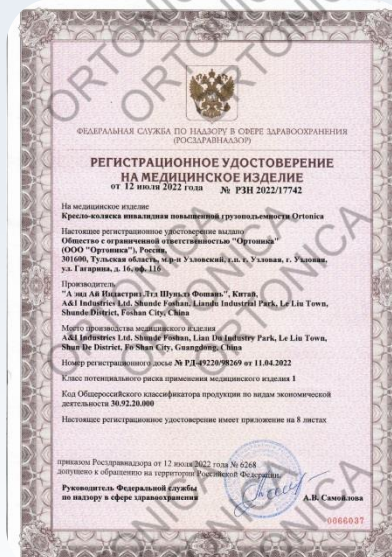 ФЕДЕРАЛЬНАЯ СЛУЖБА ПО НАДЗОРУ В СФЕРЕ ЗДРАВООХРАНЕНИЯ
(РОСЗДРАВНАДЗОР)
РЕГИСТРАЦИОННОЕ УДОСТОВЕРЕНИЕ
НА МЕДИЦИНСКОЕ ИЗДЕЛИЕ
от 12 июля 2022 года № РЗН 2022/17742
На медицинское изделие
Кресло-коляска инвалидная повышенной грузоподъемности Ortonica
Настоящее регистрационное удостоверение выдано
Общество с ограниченной ответственностью "Ортоника"
(ООО "Ортоника"), Россия,
301600, Тульская область, м.р-н Узловский, г.п. г. Узловая, г. Узловая,
ул. Гагарина, д. 16, оф. 116
Производитель
"А энд Ай Индастриз Лтд Шуньдэ Фошань", Китай,
A&I Industries Ltd. Shunde Foshan, Liandu Industrial Park, Le Liu Town,
Shunde District, Foshan City, China
Место производства медицинского изделия
A&I Industries Ltd. Shunde Foshan, Lian Du Industry Park, Le Liu Town,
Shun De District, Fo Shan City, Guangdong, China
Номер регистрационного досье № РД-49220/98269 от 11.04.2022
Класс потенциального риска применения медицинского изделия 1
Код Общероссийского классификатора продукции по видам экономической
деятельности 30.92.20.000
Настоящее регистрационное удостоверение имеет приложение на 8 листах
приказом Росздравнадзора от 12 июля 2022 года № 6268
допущено к обращению на территории Российской Федерации.
Руководитель Федеральной службы
по надзору в сфере здравоохранения
А.В. Самойлова
0066037
ORTONICA
ORTONICA
ORTONICA
ORTONICA